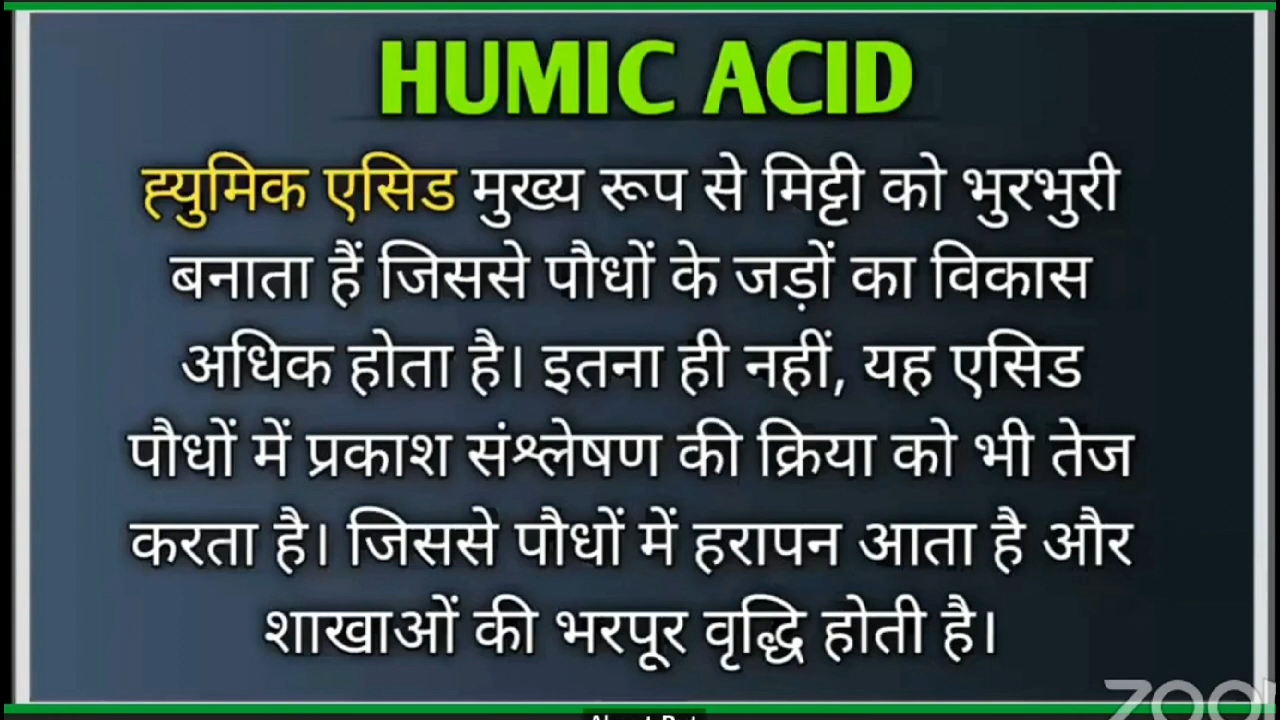 HUMIC ACID
ह्युमिक एसिड मुख्य रूप से मिट्टी को भुरभुरी
बनाता हैं जिससे पौधों के जड़ों का विकास
अधिक होता है। इतना ही नहीं, यह एसिड
पौधों में प्रकाश संश्लेषण की क्रिया को भी तेज
करता है। जिससे पौधों में हरापन आता है और
शाखाओं की भरपूर वृद्धि होती है।